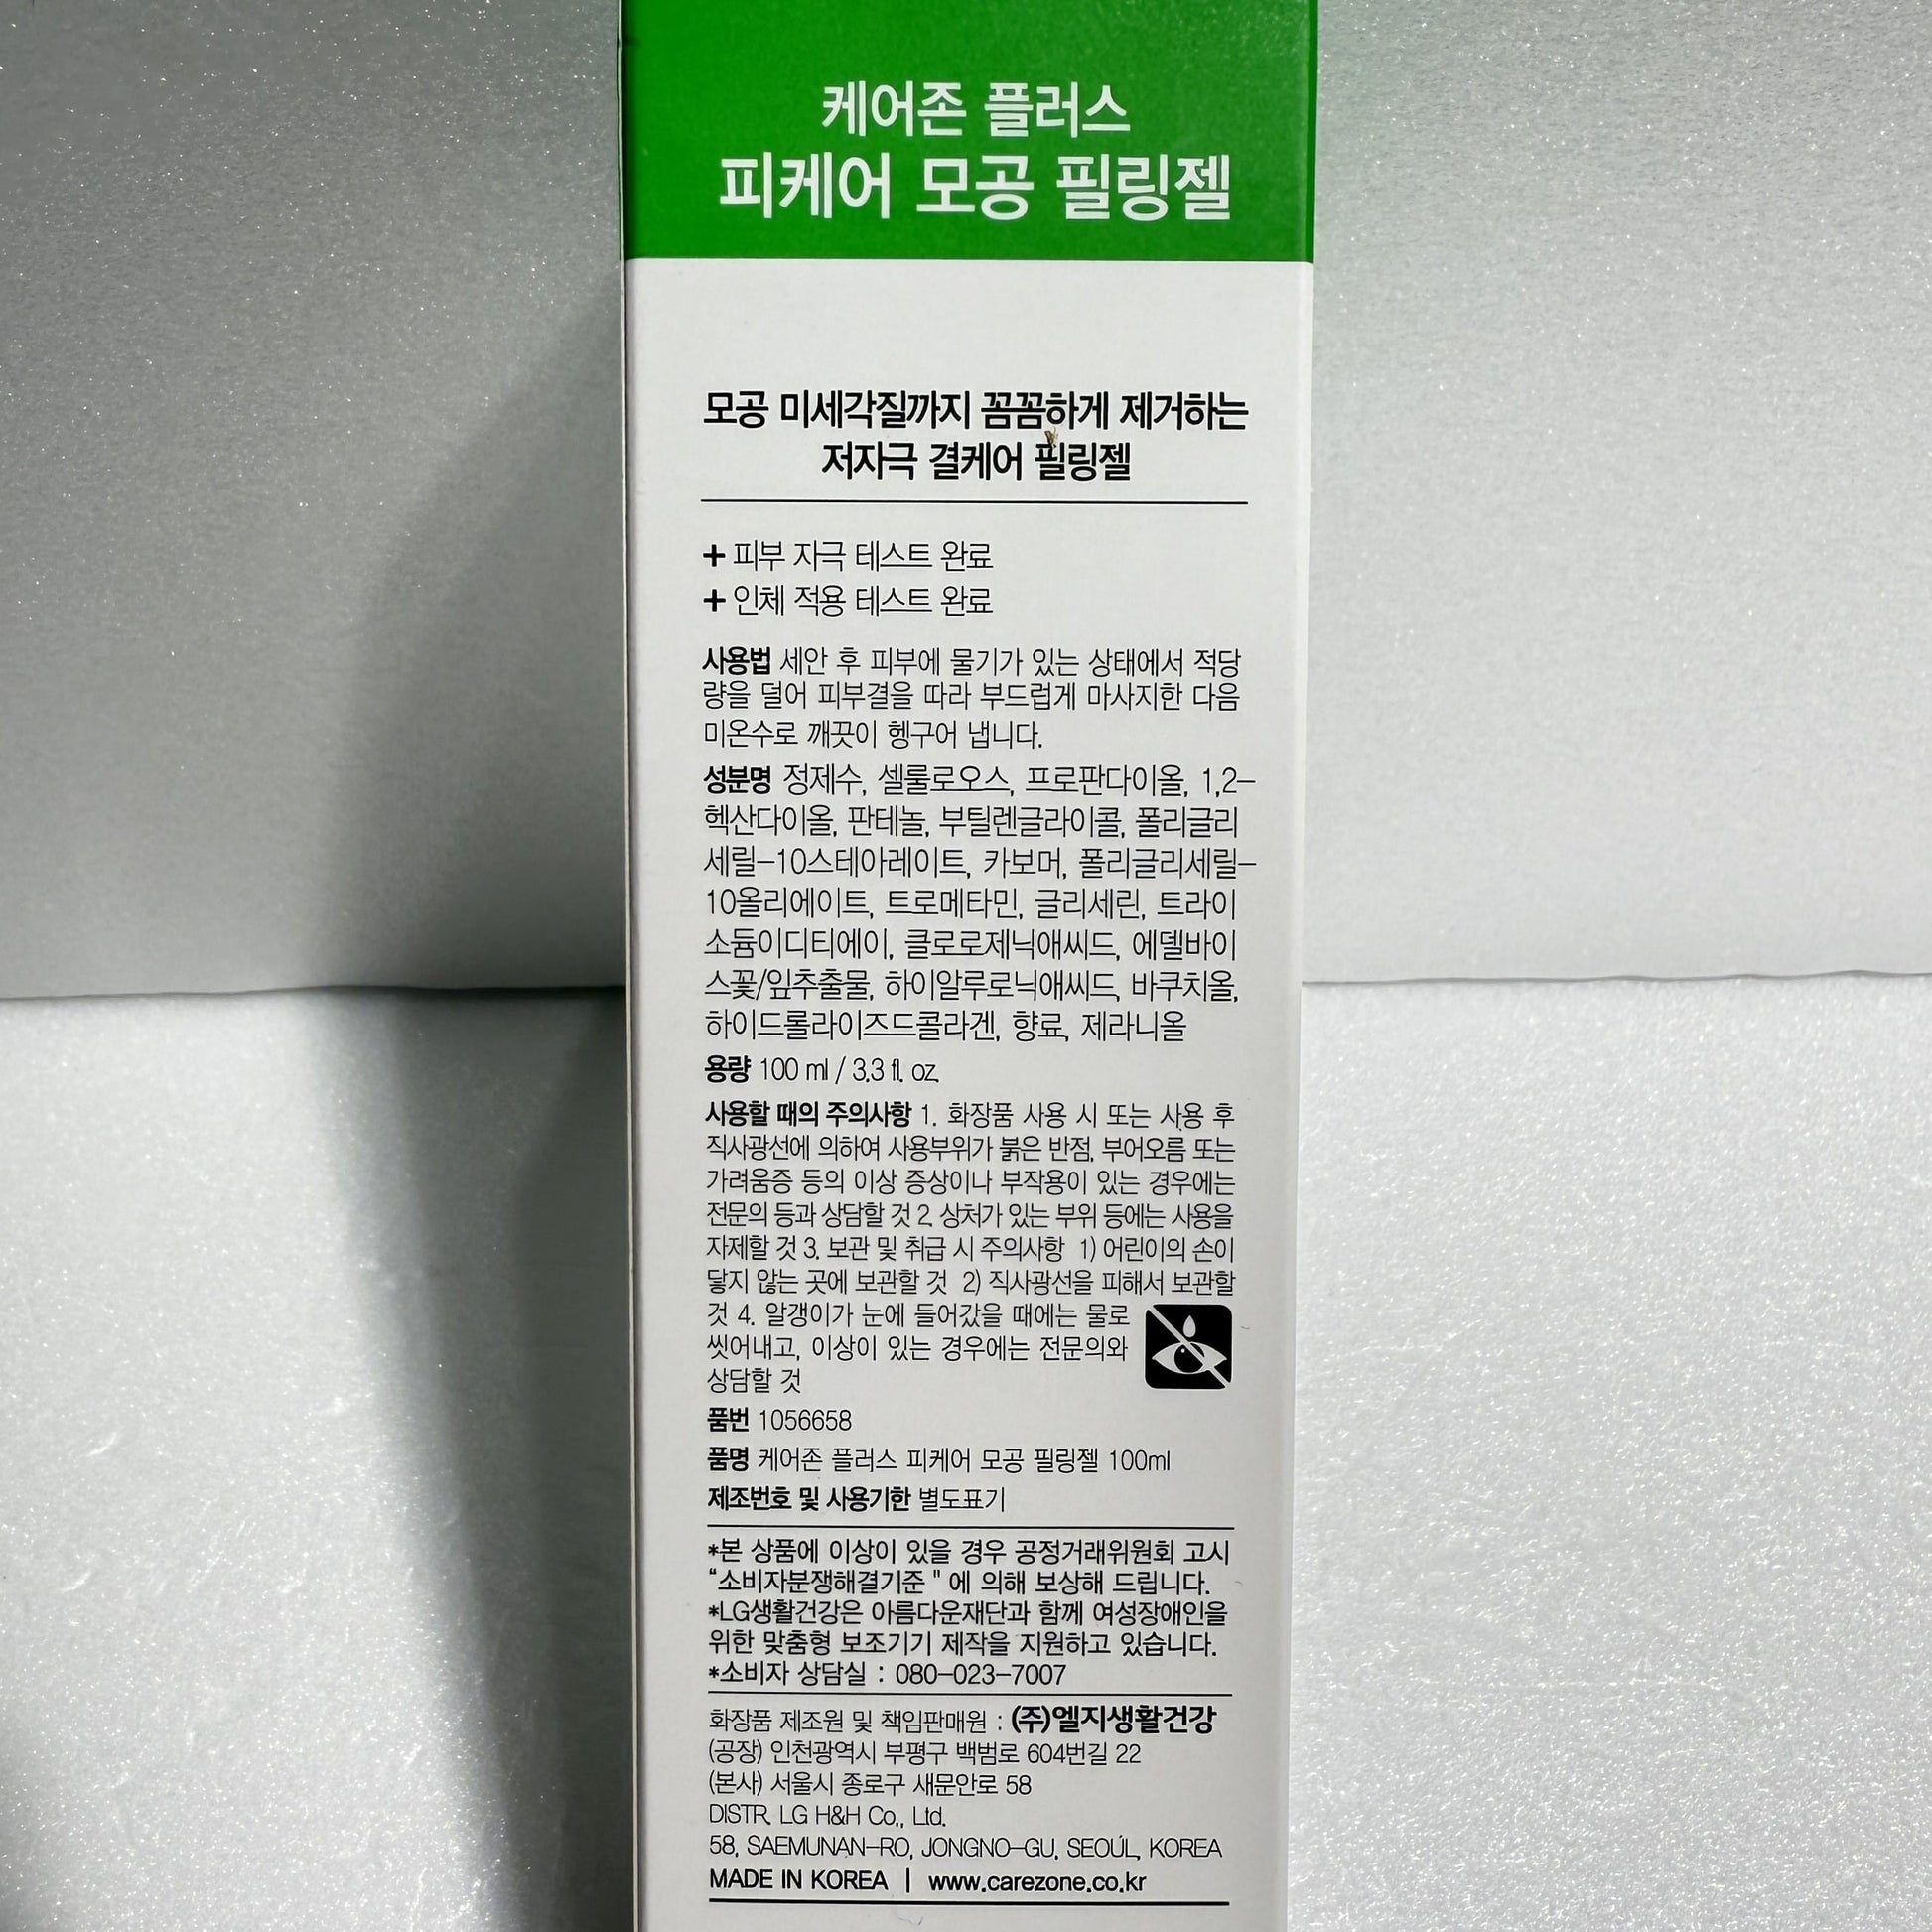 케어존 플러스
피케어 모공 필링젤
모공 미세각질까지 꼼꼼하게 제거하는
저자극 결케어 필링젤
+ 피부 자극 테스트 완료
+ 인체 적용 테스트 완료
사용법 세안 후 피부에 물기가 있는 상태에서 적당
량을 덜어 피부결을 따라 부드럽게 마사지한 다음
미온수로 깨끗이 헹구어 냅니다.
성분명 정제수, 셀룰로오스, 프로판다이올, 1,2-
헥산다이올, 판테놀, 부틸렌글라이콜, 폴리글리
세릴-10스테아레이트, 카보머, 폴리글리세릴-
10올리에이트, 트로메타민, 글리세린, 트라이
소듐이디티에이, 클로로제닉애씨드, 에델바이
스꽃/잎추출물, 하이알루로닉애씨드, 바쿠치올,
하이드롤라이즈드콜라겐, 향료, 제라니올
용량 100 ml / 3.3 fl. oz.
사용할 때의 주의사항 1. 화장품 사용 시 또는 사용 후
직사광선에 의하여 사용부위가 붉은 반점, 부어오름 또는
가려움증 등의 이상 증상이나 부작용이 있는 경우에는
전문의 등과 상담할 것 2. 상처가 있는 부위 등에는 사용을
자제할 것 3. 보관 및 취급 시 주의사항 1) 어린이의 손이
닿지 않는 곳에 보관할 것 2) 직사광선을 피해서 보관할
것 4. 알갱이가 눈에 들어갔을 때에는 물로
씻어내고, 이상이 있는 경우에는 전문의와
상담할 것
품번 1056658
품명 케어존 플러스 피케어 모공 필링젤 100ml
제조번호 및 사용기한 별도표기
*본 상품에 이상이 있을 경우 공정거래위원회 고시
“소비자분쟁해결기준 " 에 의해 보상해 드립니다.
*LG생활건강은 아름다운재단과 함께 여성장애인을
위한 맞춤형 보조기기 제작을 지원하고 있습니다.
*소비자 상담실 : 080-023-7007
화장품 제조원 및 책임판매원 : (주)엘지생활건강
(공장) 인천광역시 부평구 백범로 604번길 22
(본사) 서울시 종로구 새문안로 58
DISTR. LG H&H Co., Ltd.
58, SAEMUNAN-RO, JONGNO-GU, SEOUL, KOREA
MADE IN KOREA | www.carezone.co.kr